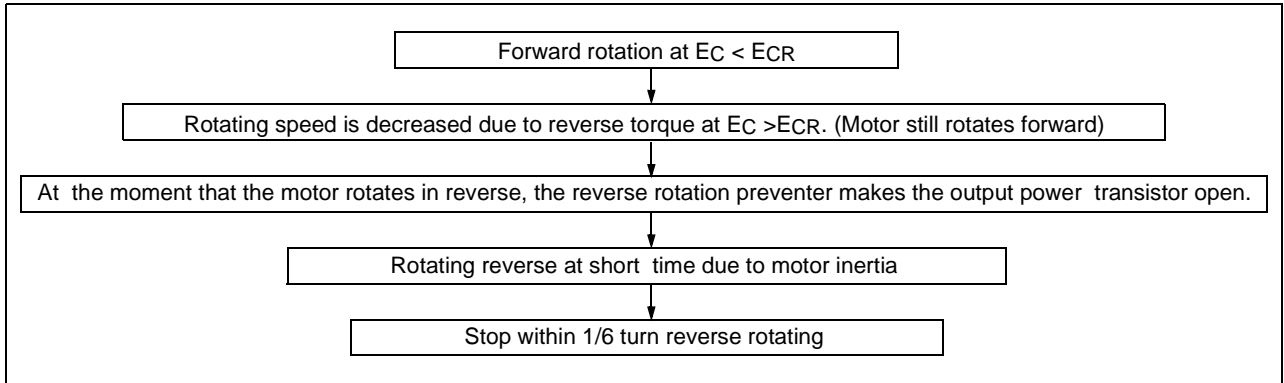 Forward rotation at EC < ECR
Rotating speed is decreased due to reverse torque at EC >ECR. (Motor still rotates forward)
At the moment that the motor rotates in reverse, the reverse rotation preventer makes the output power transistor open.
Rotating reverse at short time due to motor inertia
Stop within 1/6 turn reverse rotating